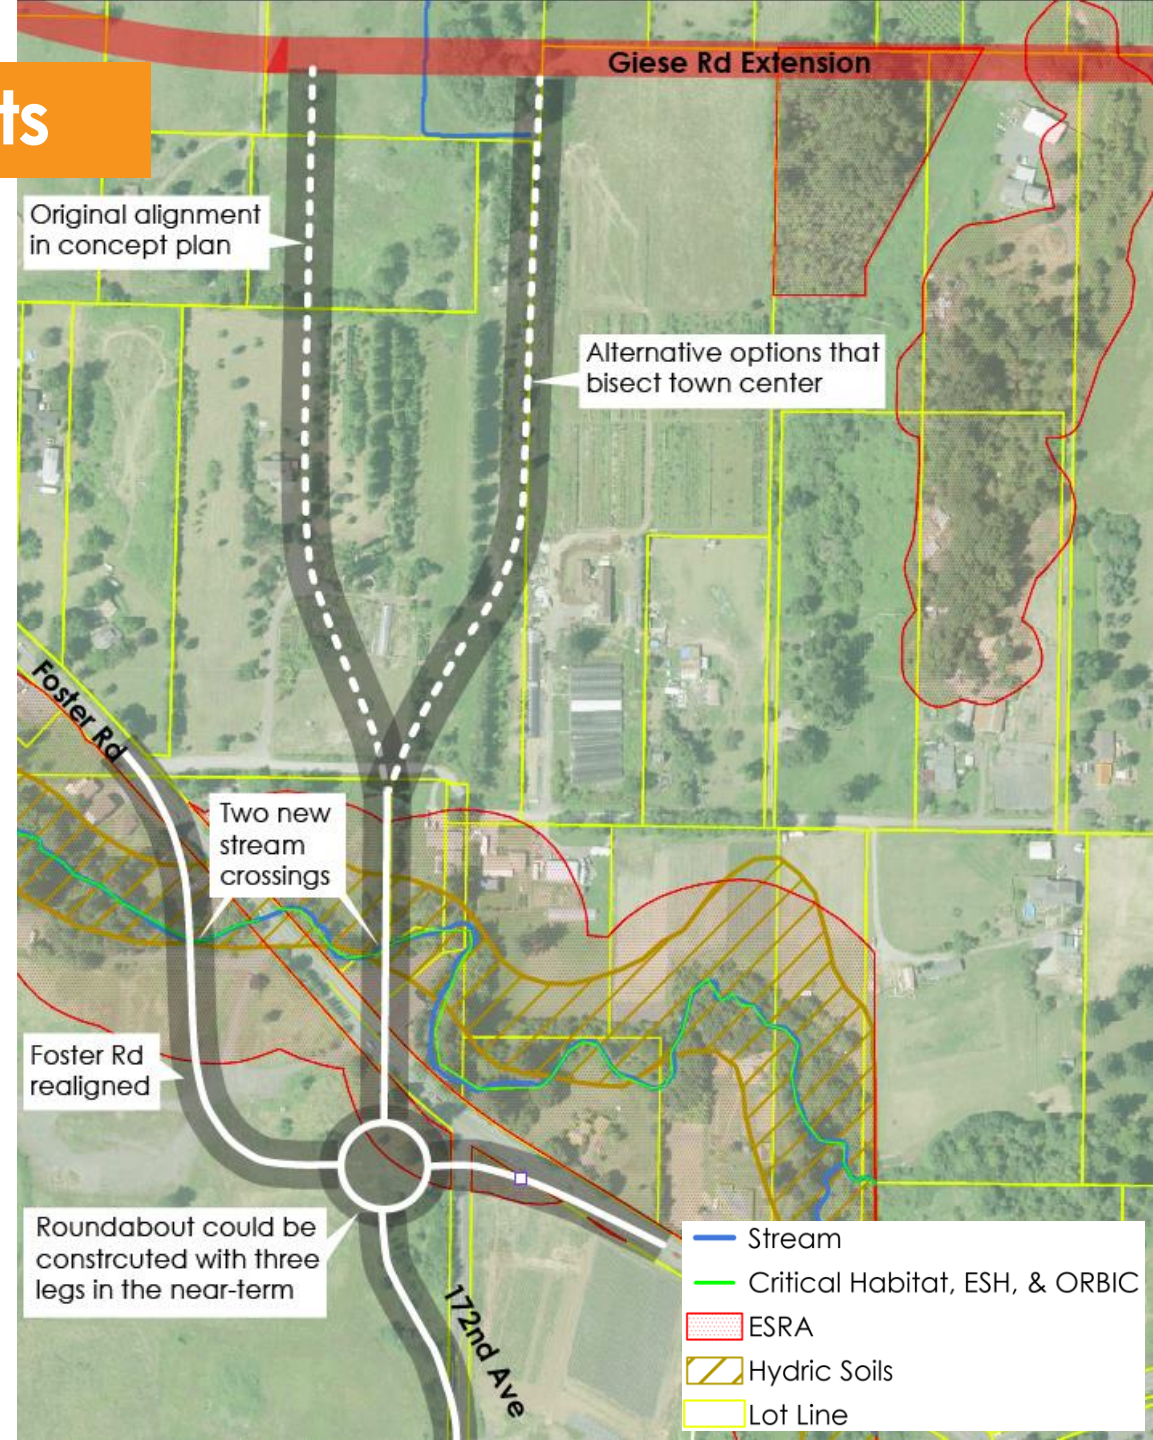 ts
Giese Rd Extension
Original alignment
in concept plan
Alternative options that
bisect town center
Foster Rd
Two new
stream
crossings
Foster Rd
realigned
Roundabout could be
constrcuted with three
legs in the near-term
172nd Ave
Stream
Critical Habitat, ESH, & ORBIC
ESRA
Hydric Soils
Lot Line